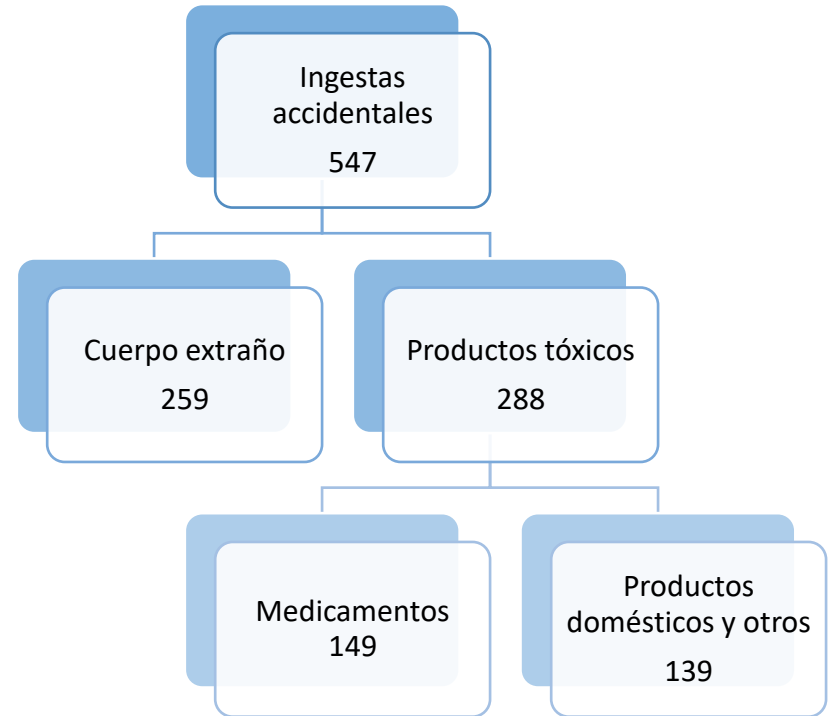 Ingestas
accidentales
547
Cuerpo extraño
259
Productos tóxicos
288
Medicamentos
149
Productos
domésticos y otros
139